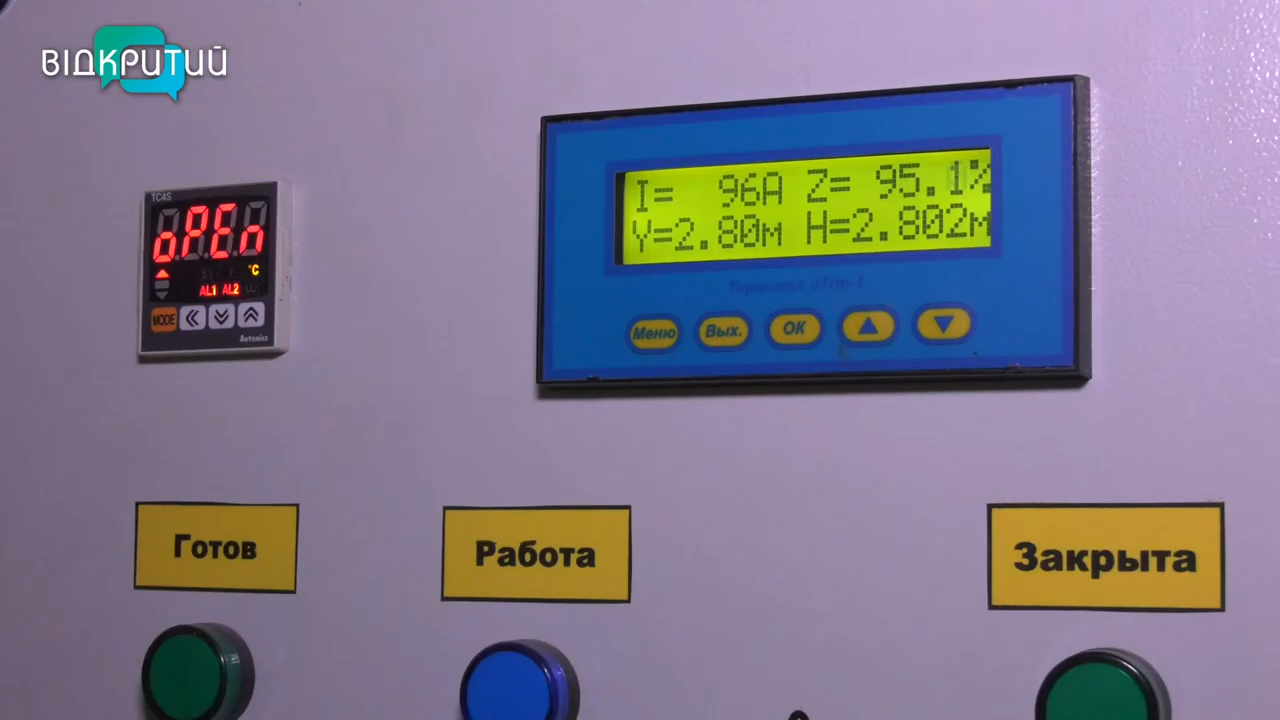 ВІДКРИТИЙ
TC4S
oPEn
°C
AL1 AL2
MODE
Autonics
I= 96A Z= 95.1%
Y=2.80м H=2.802м
Меню Вых. ОК
Готов
Работа
Закрыта